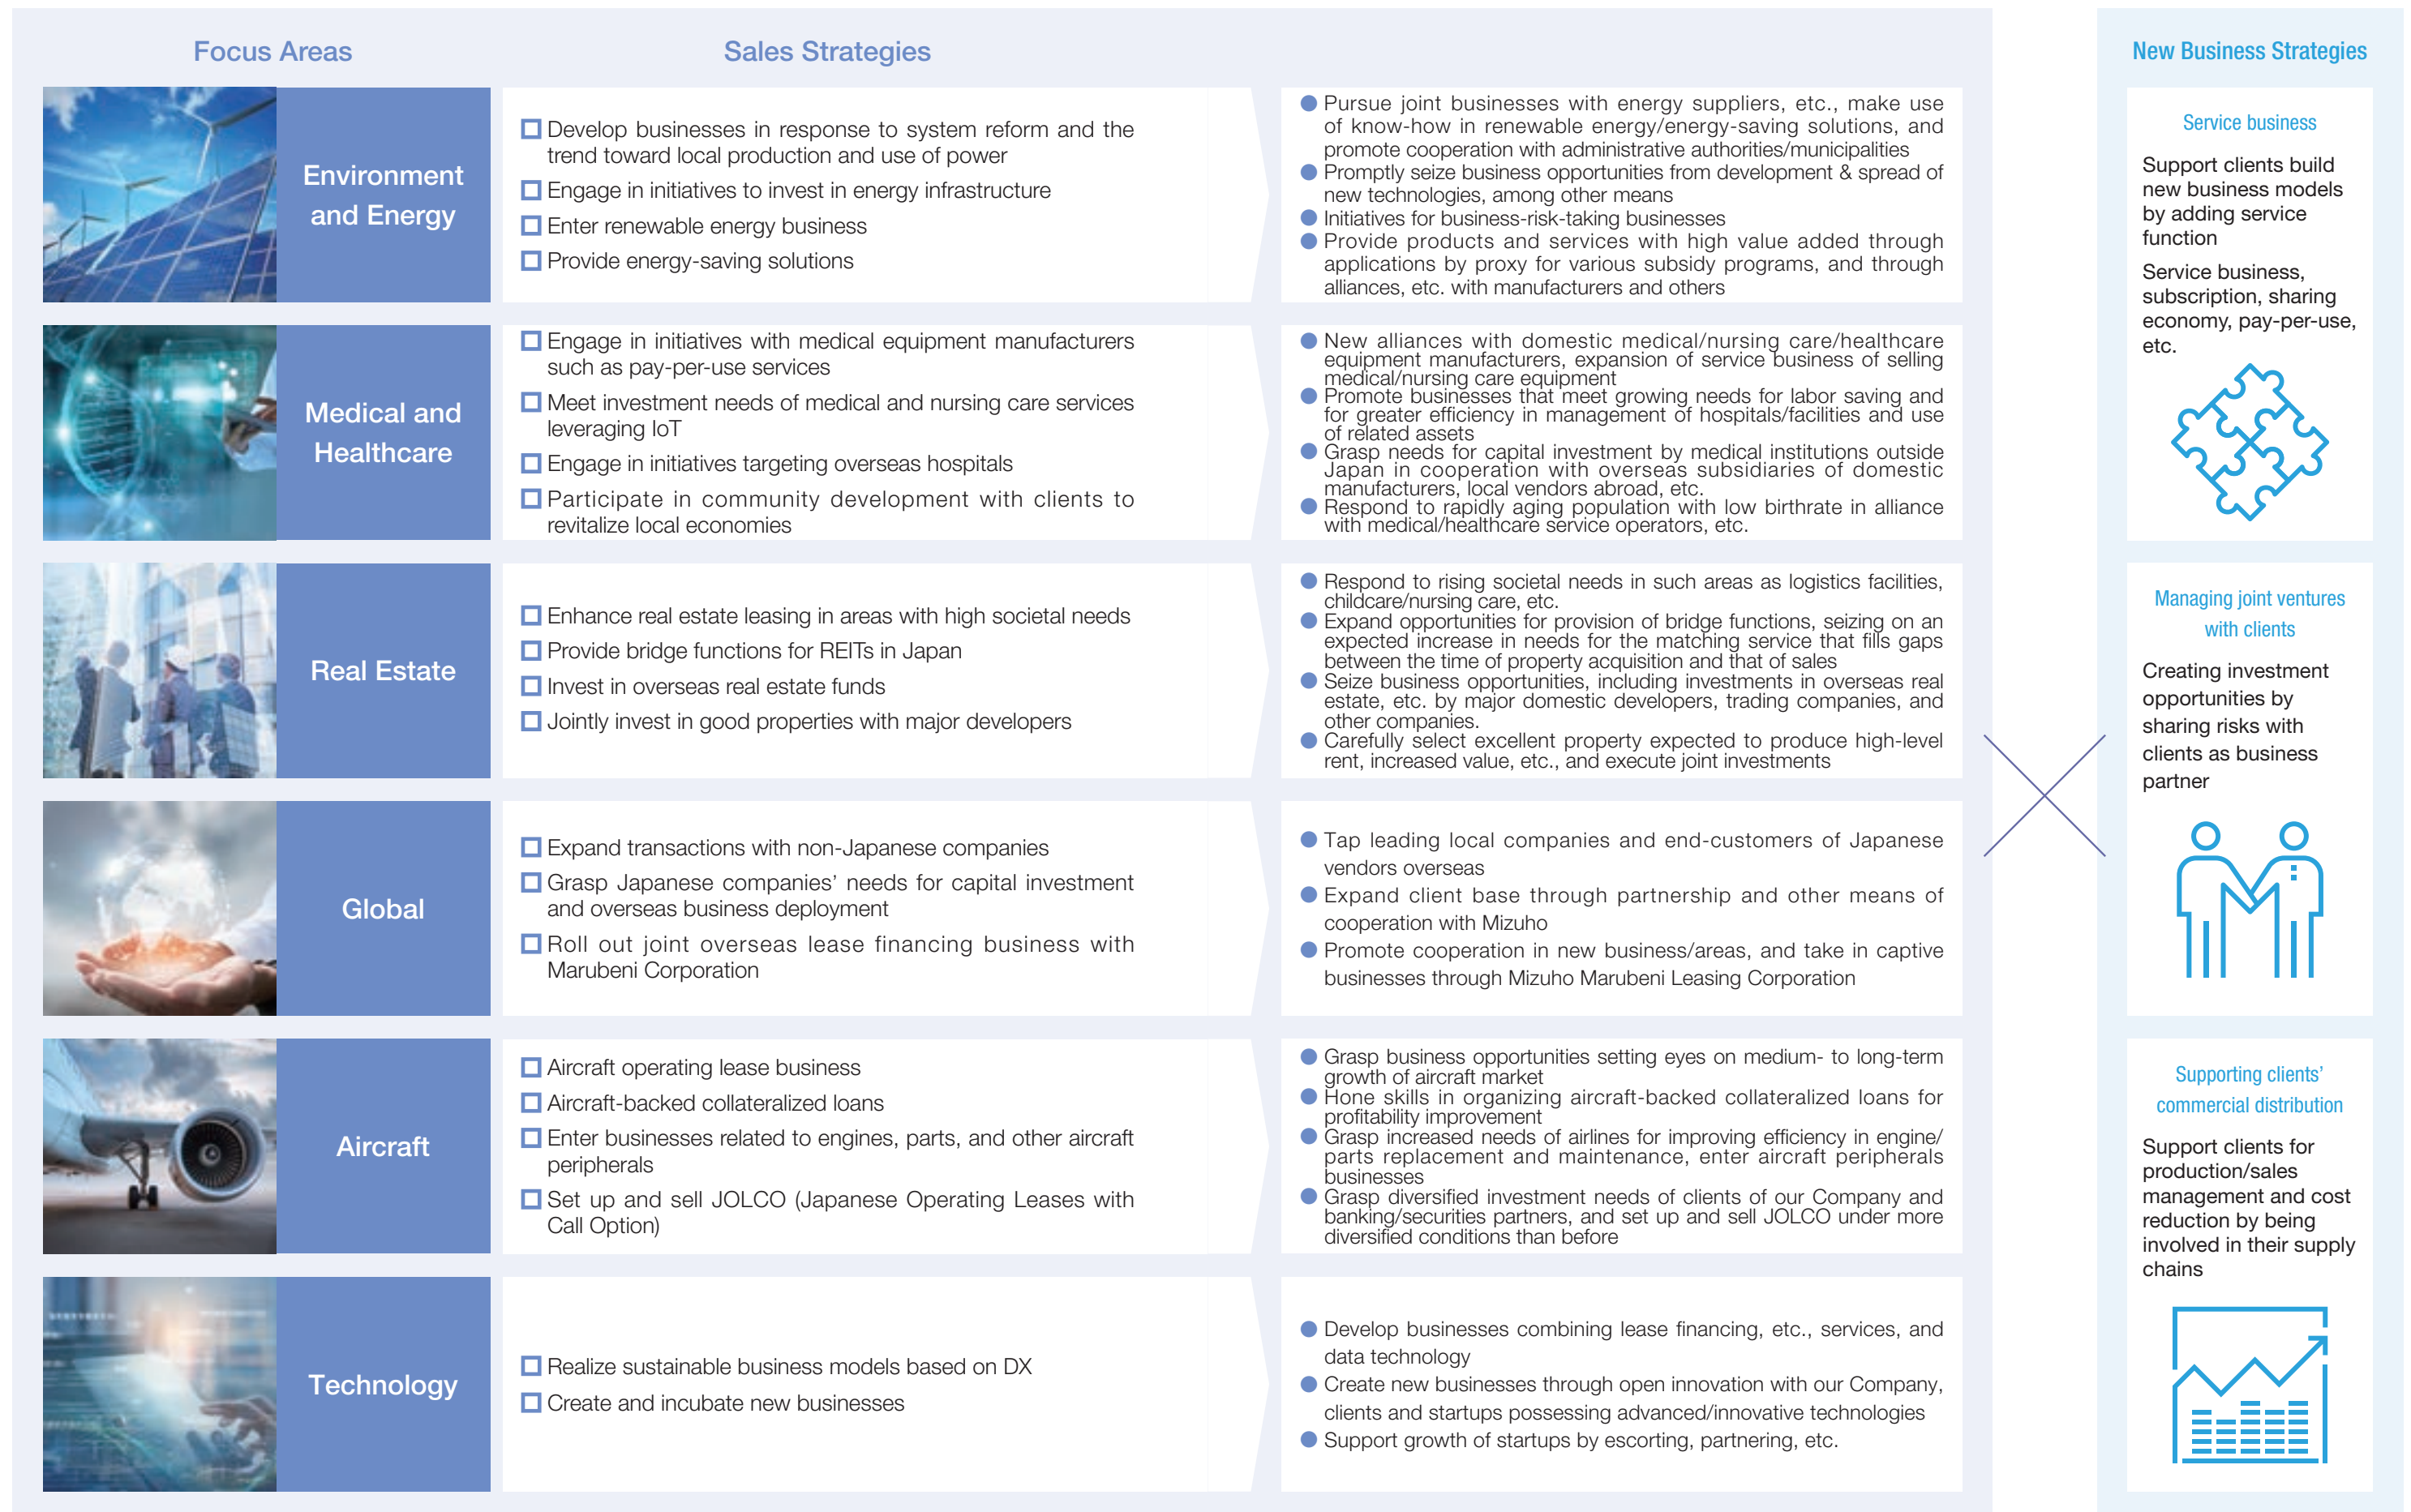 Focus Areas
Sales Strategies
New Business Strategies
Environment
and Energy
Develop businesses in response to system reform and the
trend toward local production and use of power
Engage in initiatives to invest in energy infrastructure
Enter renewable energy business
Provide energy-saving solutions
Pursue joint businesses with energy suppliers, etc., make use
of know-how in renewable energy/energy-saving solutions, and
promote cooperation with administrative authorities/municipalities
Promptly seize business opportunities from development & spread of
new technologies, among other means
Initiatives for business-risk-taking businesses
Provide products and services with high value added through
applications by proxy for various subsidy programs, and through
alliances, etc. with manufacturers and others
Medical and
Healthcare
Engage in initiatives with medical equipment manufacturers
such as pay-per-use services
Meet investment needs of medical and nursing care services
leveraging IoT
Engage in initiatives targeting overseas hospitals
Participate in community development with clients to
revitalize local economies
New alliances with domestic medical/nursing care/healthcare
equipment manufacturers, expansion of service business of selling
medical/nursing care equipment
Promote businesses that meet growing needs for labor saving and
for greater efficiency in management of hospitals/facilities and use
of related assets
Grasp needs for capital investment by medical institutions outside
Japan in cooperation with overseas subsidiaries of domestic
manufacturers, local vendors abroad, etc.
Respond to rapidly aging population with low birthrate in alliance
with medical/healthcare service operators, etc.
Real Estate
Enhance real estate leasing in areas with high societal needs
Provide bridge functions for REITs in Japan
Invest in overseas real estate funds
Jointly invest in good properties with major developers
Respond to rising societal needs in such areas as logistics facilities,
childcare/nursing care, etc.
Expand opportunities for provision of bridge functions, seizing on an
expected increase in needs for the matching service that fills gaps
between the time of property acquisition and that of sales
Seize business opportunities, including investments in overseas real
estate, etc. by major domestic developers, trading companies, and
other companies.
Carefully select excellent property expected to produce high-level
rent, increased value, etc., and execute joint investments
Global
Expand transactions with non-Japanese companies
Grasp Japanese companies' needs for capital investment
and overseas business deployment
Roll out joint overseas lease financing business with
Marubeni Corporation
Tap leading local companies and end-customers of Japanese
vendors overseas
Expand client base through partnership and other means of
cooperation with Mizuho
Promote cooperation in new business/areas, and take in captive
businesses through Mizuho Marubeni Leasing Corporation
Aircraft
Aircraft operating lease business
Aircraft-backed collateralized loans
Enter businesses related to engines, parts, and other aircraft
peripherals
Set up and sell JOLCO (Japanese Operating Leases with
Call Option)
Grasp business opportunities setting eyes on medium- to long-term
growth of aircraft market
Hone skills in organizing aircraft-backed collateralized loans for
profitability improvement
Grasp increased needs of airlines for improving efficiency in engine/
parts replacement and maintenance, enter aircraft peripherals
businesses
Grasp diversified investment needs of clients of our Company and
banking/securities partners, and set up and sell JOLCO under more
diversified conditions than before
Technology
Realize sustainable business models based on DX
Create and incubate new businesses
Develop businesses combining lease financing, etc., services, and
data technology
Create new businesses through open innovation with our Company,
clients and startups possessing advanced/innovative technologies
Support growth of startups by escorting, partnering, etc.
Service business
Support clients build
new business models
by adding service
function
Service business,
subscription, sharing
economy, pay-per-use,
etc.
Managing joint ventures
with clients
Creating investment
opportunities by
sharing risks with
clients as business
partner
Supporting clients'
commercial distribution
Support clients for
production/sales
management and cost
reduction by being
involved in their supply
chains